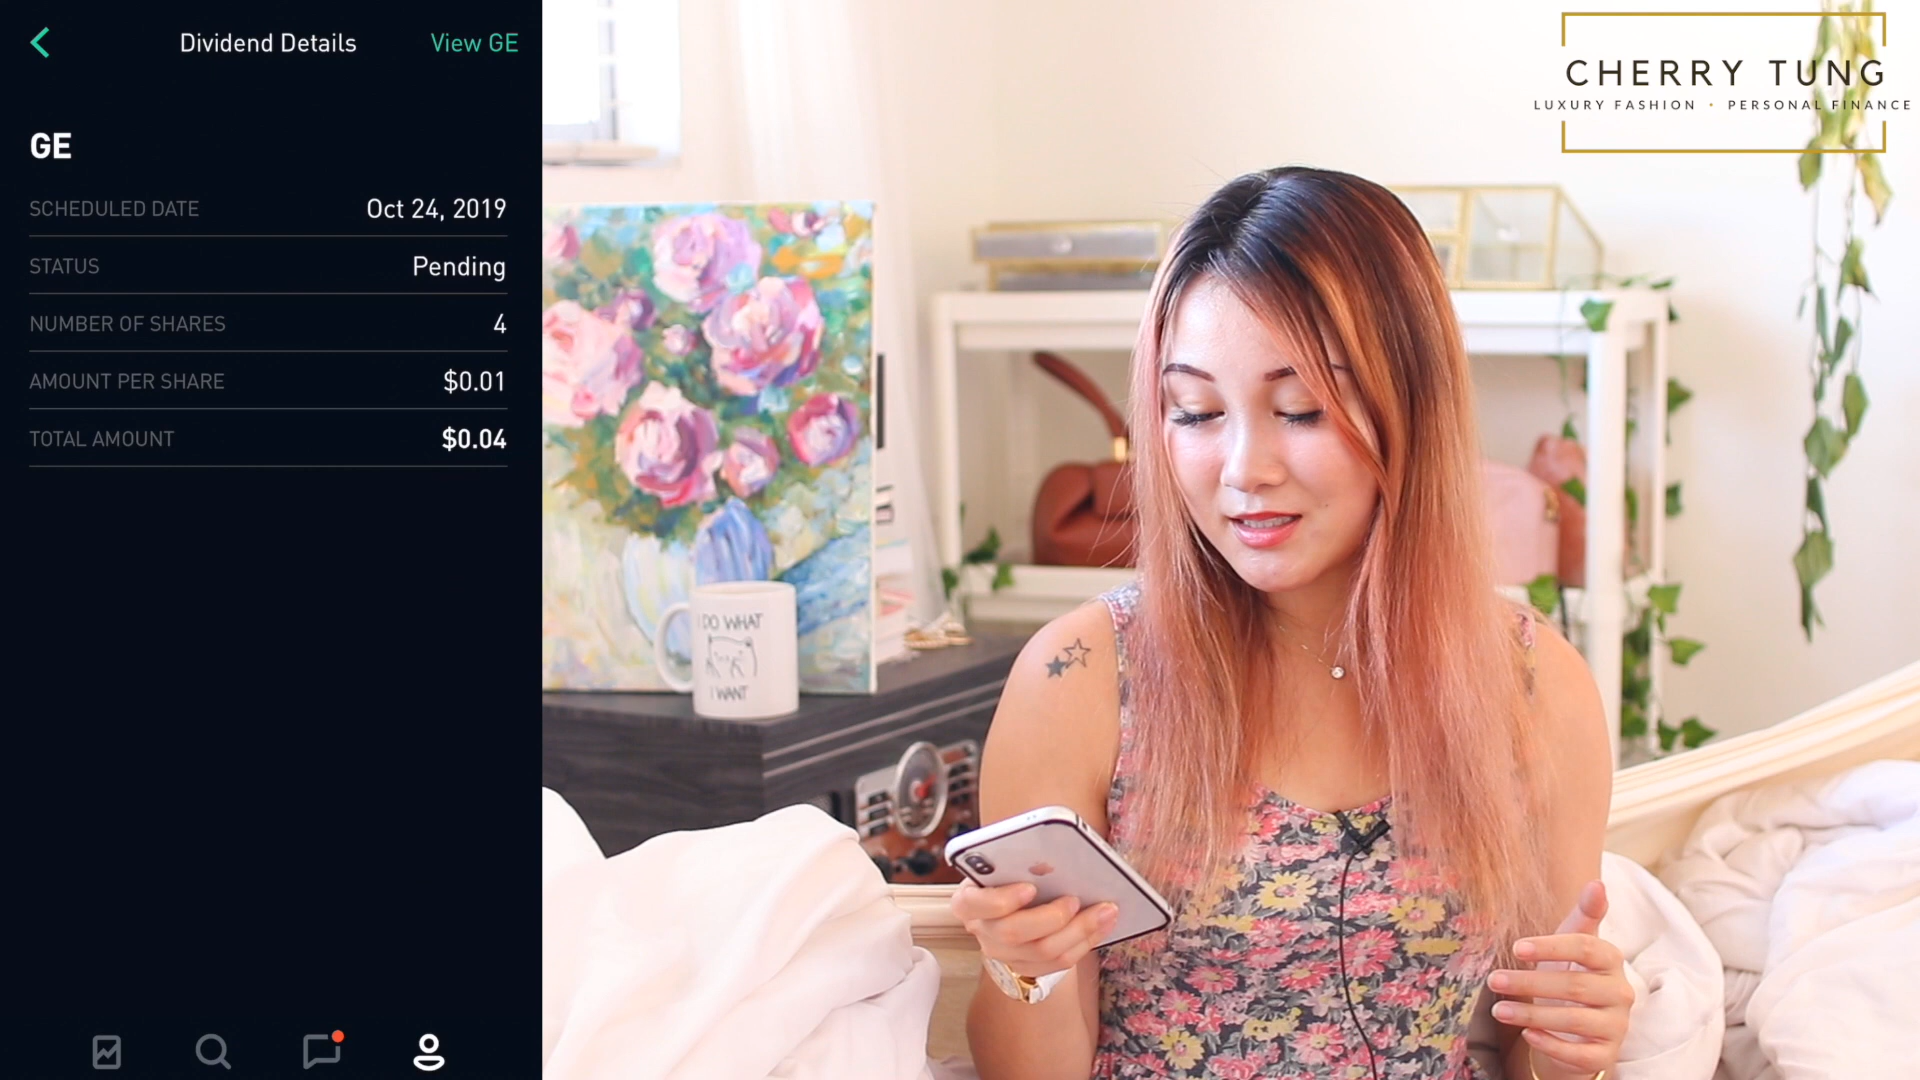 Dividend Details
View GE
GE
SCHEDULED DATE
Oct 24, 2019
STATUS
Pending
NUMBER OF SHARES
4
AMOUNT PER SHARE
$0.01
TOTAL AMOUNT
$0.04
CHERRY TUNG
LUXURY FASHION • PERSONAL FINANCE
I DO WHAT
I WANT